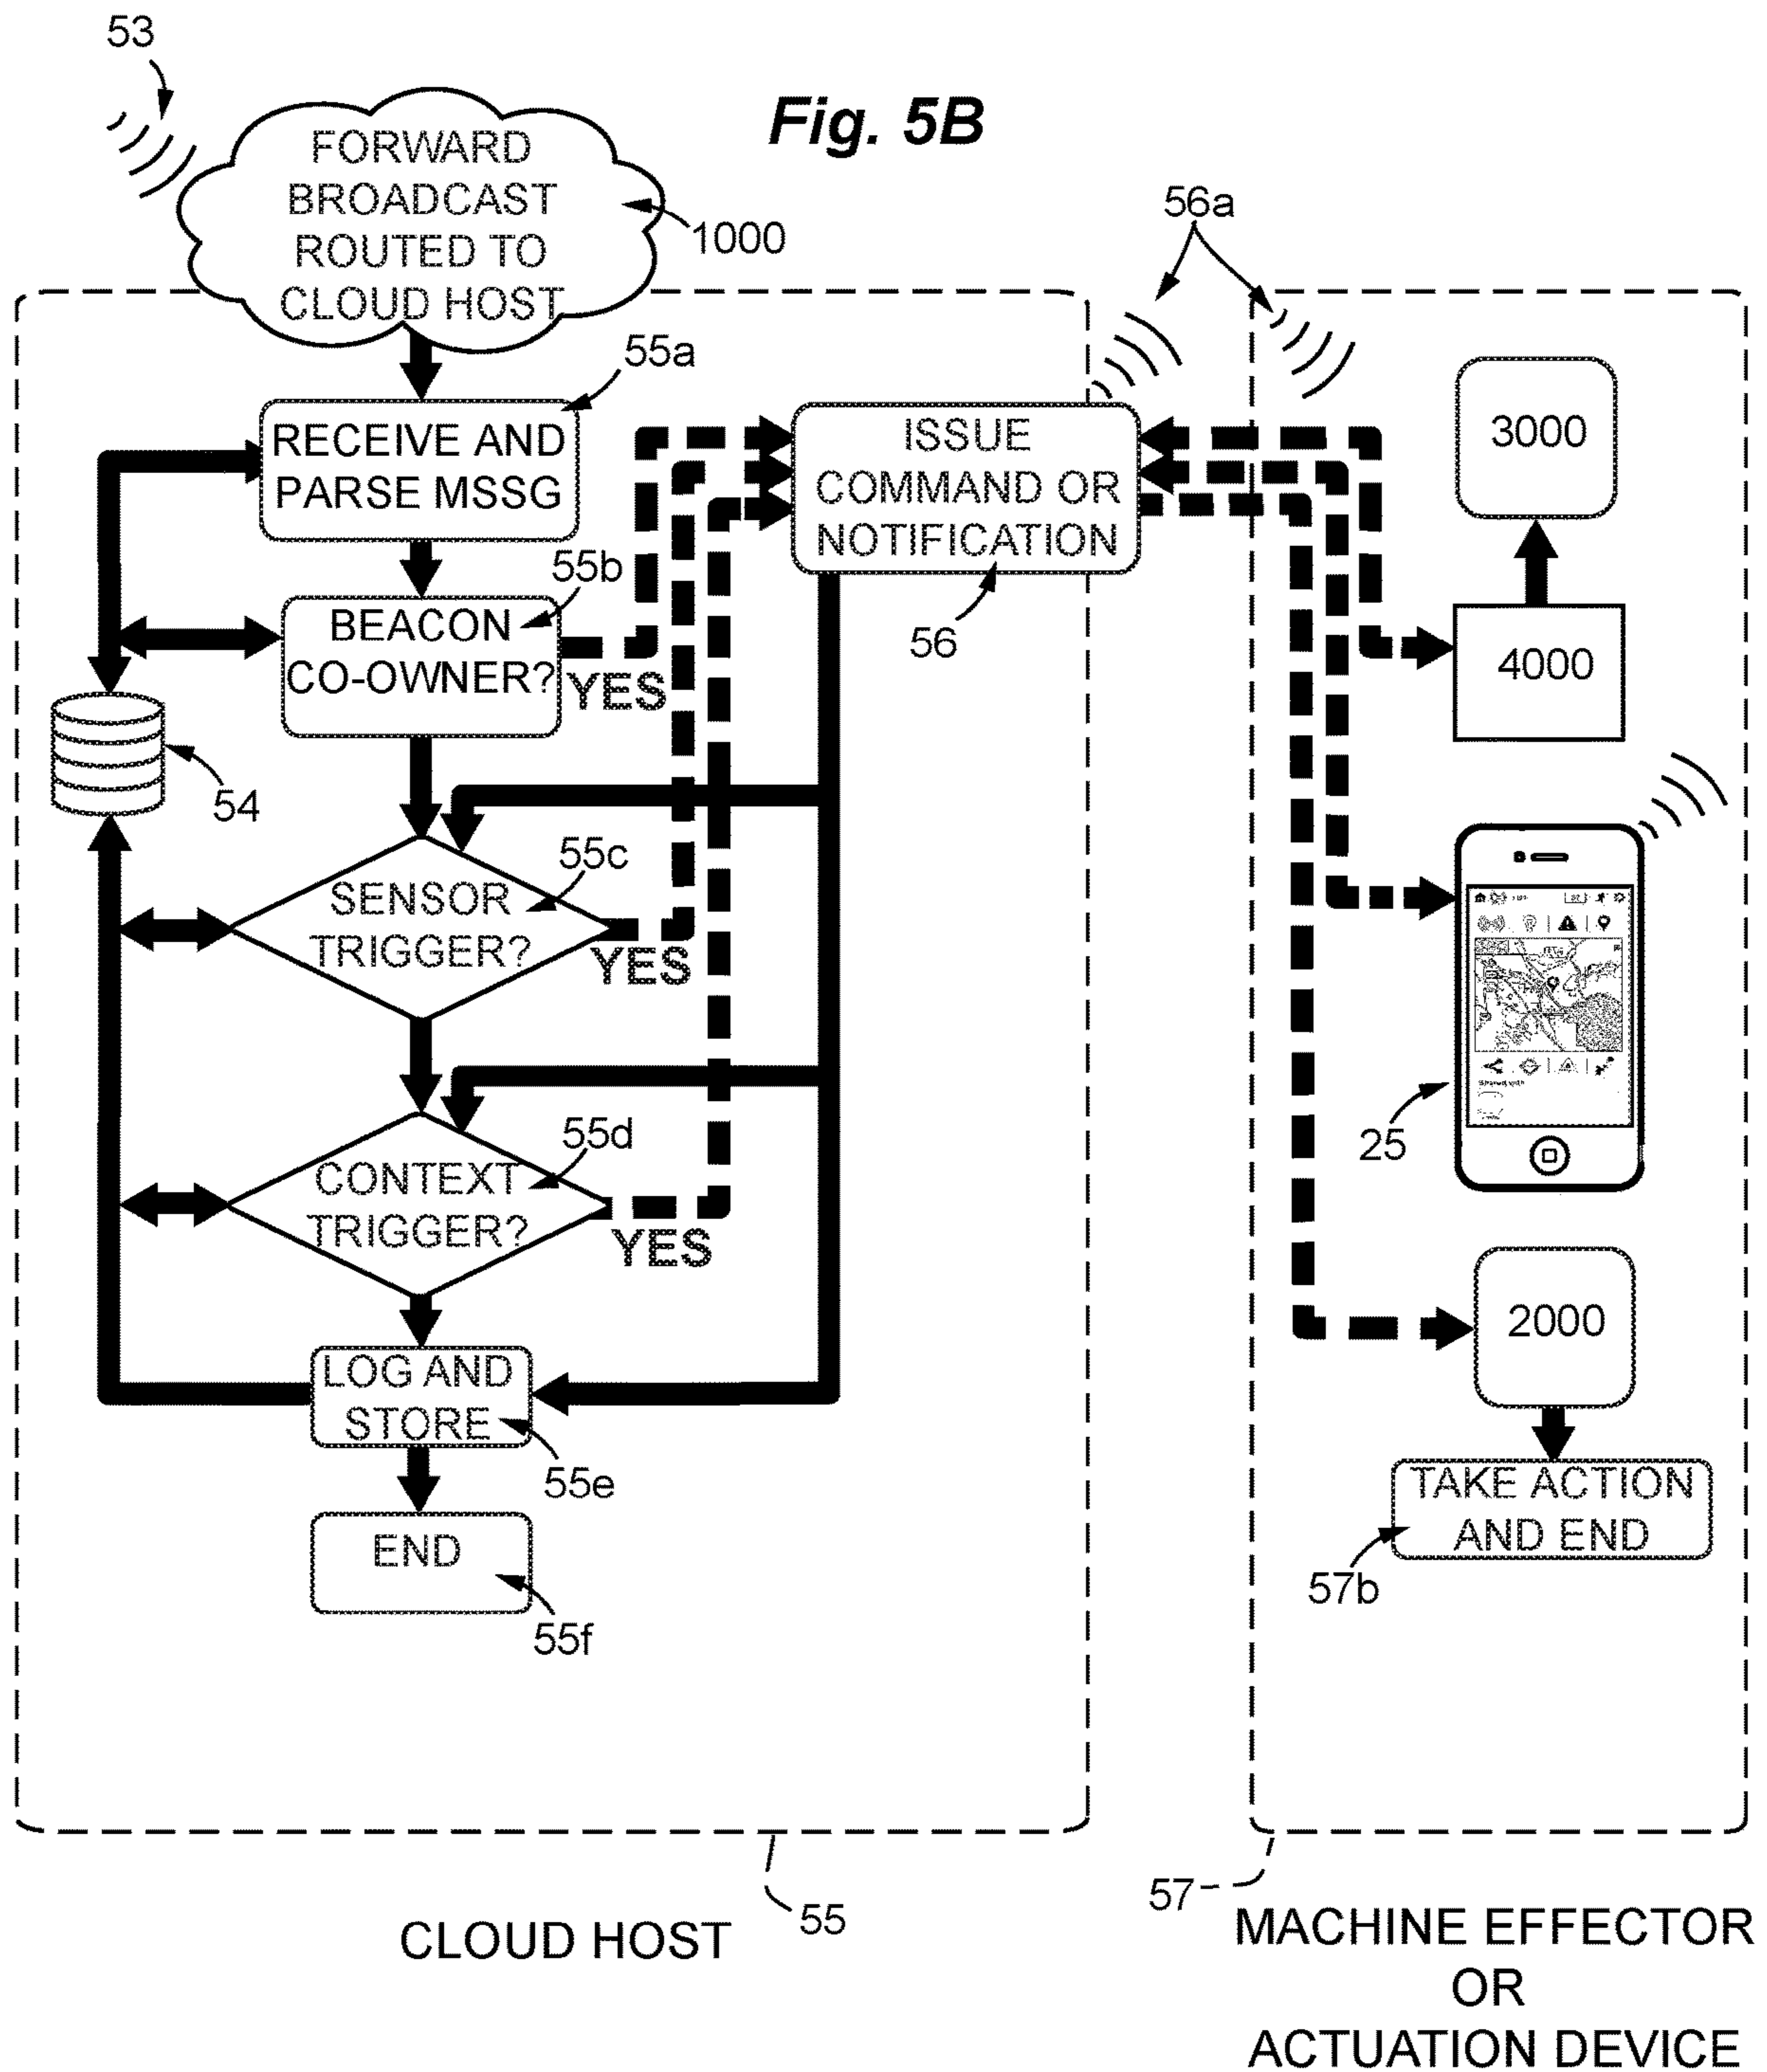 53
Fig. 5B
FORWARD
BROADCAST
ROUTED TO
CLOUD HOST
1000
56a
55a
RECEIVE AND
PARSE MSSG
ISSUE
COMMAND OR
NOTIFICATION
3000
55b
BEACON
CO-OWNER?
YES
56
4000
54
55c
SENSOR
TRIGGER?
YES
25
55d
CONTEXT
TRIGGER?
YES
2000
LOG AND
STORE
55e
TAKE ACTION
AND END
57b
END
55f
55
CLOUD HOST
57
MACHINE EFFECTOR
OR
ACTUATION DEVICE